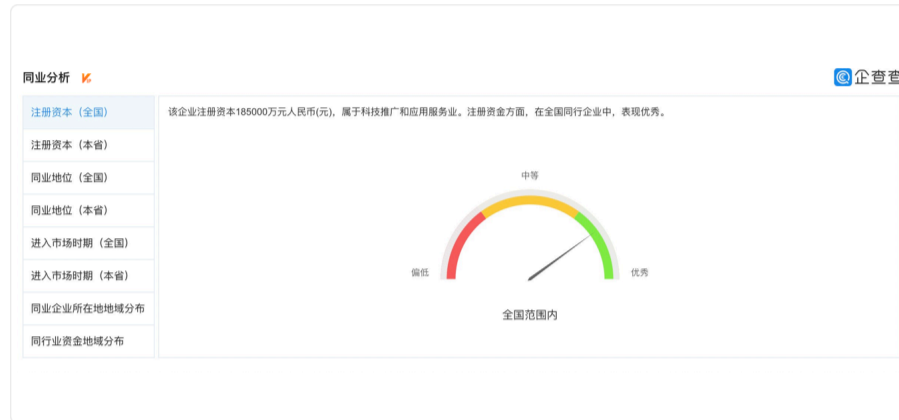 同业分析
企查查
注册资本（全国）
该企业注册资本185000万元人民币(元)，属于科技推广和应用服务业。注册资金方面，在全国同行企业中，表现优秀。
注册资本（本省）
同业地位（全国）
中等
同业地位（本省）
进入市场时期（全国）
进入市场时期（本省）
偏低
优秀
同业企业所在地地域分布
全国范围内
同行业资金地域分布